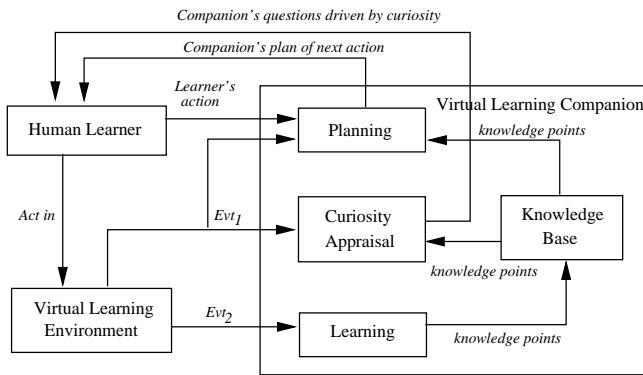 Companion's questions driven by curiosity
Companion's plan of next action
Learner's
action
Virtual Learning Companion
Human Learner
Planning
knowledge points
Act in
Evt1
Curiosity
Appraisal
Knowledge
Base
knowledge points
Virtual Learning
Environment
Evt2
Learning
knowledge points